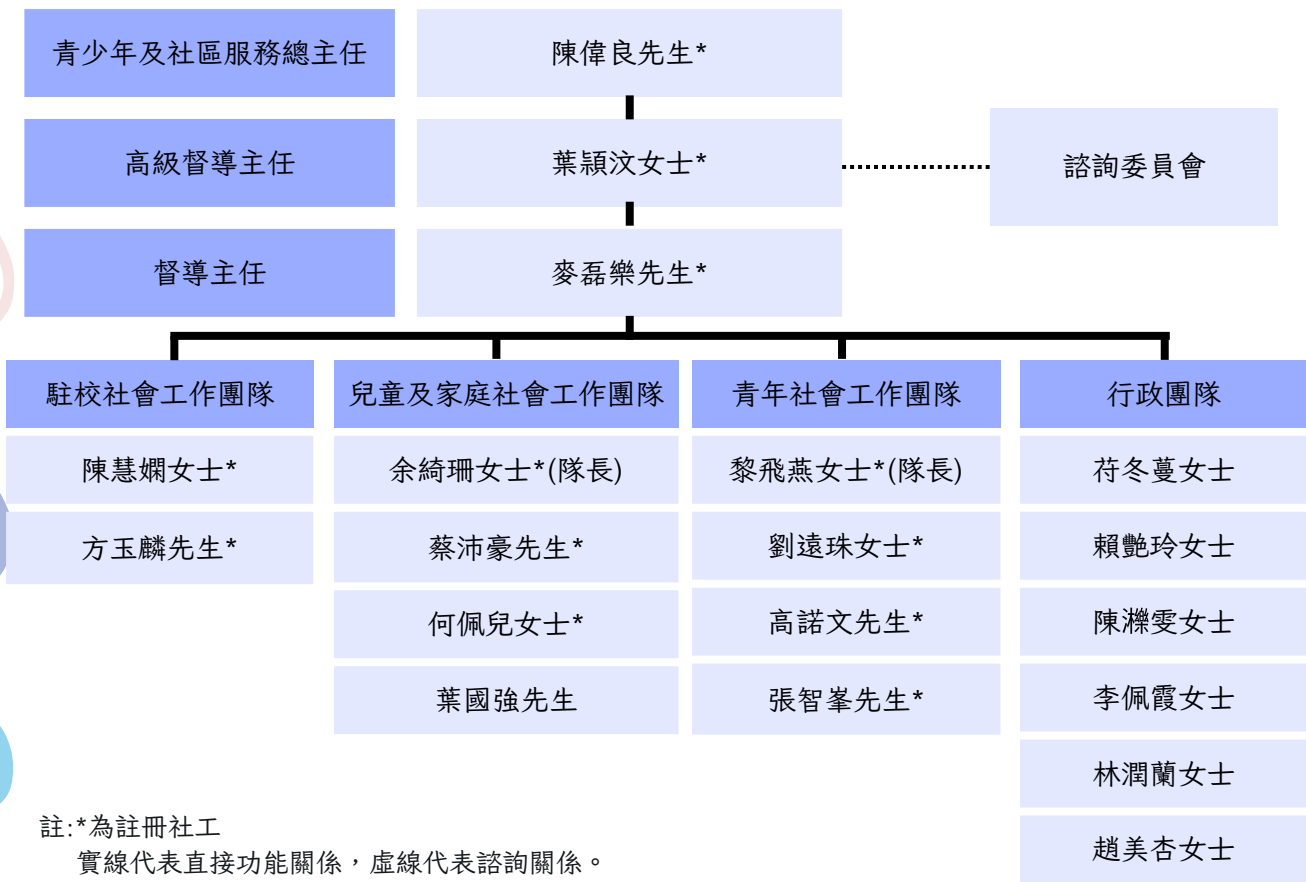 青少年及社區服務總主任
陳偉良先生*
高級督導主任
葉穎汶女士*
諮詢委員會
督導主任
麥磊樂先生*
駐校社會工作團隊
陳慧嫻女士*
方玉麟先生*
兒童及家庭社會工作團隊
余綺珊女士*(隊長)
蔡沛豪先生*
何佩兒女士*
葉國強先生
青年社會工作團隊
黎飛燕女士*(隊長)
劉遠珠女士*
高諾文先生*
張智峯先生*
行政團隊
苻冬蔓女士
賴艷玲女士
陳濼雯女士
李佩霞女士
林潤蘭女士
趙美杏女士
註:*為註冊社工
實線代表直接功能關係，虛線代表諮詢關係。